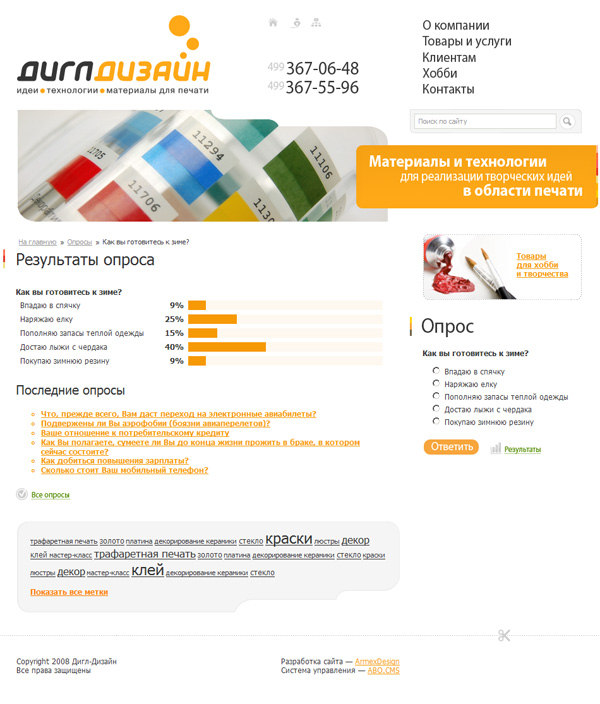 ДИГЛДИЗАЙН
идеи • технологии • материалы для печати
499 367-06-48
499 367-55-96
О компании
Товары и услуги
Клиентам
Хобби
Контакты
Поиск по сайту
11705
11706
11294
11106
Материалы и технологии
для реализации творческих идей
в области печати
На главную » Опросы » Как вы готовитесь к зиме?
Результаты опроса
Как вы готовитесь к зиме?
Впадаю в спячку 9%
Наряжаю елку 25%
Пополняю запасы теплой одежды 15%
Достаю лыжи с чердака 40%
Покупаю зимнюю резину 9%
Последние опросы
Что, прежде всего, Вам даст переход на электронные авиабилеты?
Подвержены ли Вы аэрофобии (боязни авиаперелетов)?
Ваше отношение к потребительскому кредиту
Как Вы полагаете, сумеете ли Вы до конца жизни прожить в браке, в котором
сейчас состоите?
Как добиться повышения зарплаты?
Сколько стоит Ваш мобильный телефон?
Все опросы
Товары
для хобби
и творчества
Опрос
Как вы готовитесь к зиме?
Впадаю в спячку
Наряжаю елку
Пополняю запасы теплой одежды
Достаю лыжи с чердака
Покупаю зимнюю резину
Ответить
Результаты
трафаретная печать золото платина декорирование керамики стекло краски люстры декор
клей мастер-класс трафаретная печать золото платина декорирование керамики стекло краски
люстры декор мастер-класс клей декорирование керамики стекло
Показать все метки
Copyright 2008 Дигл-Дизайн
Все права защищены
Разработка сайта — ArmexDesign
Система управления — ABO.CMS